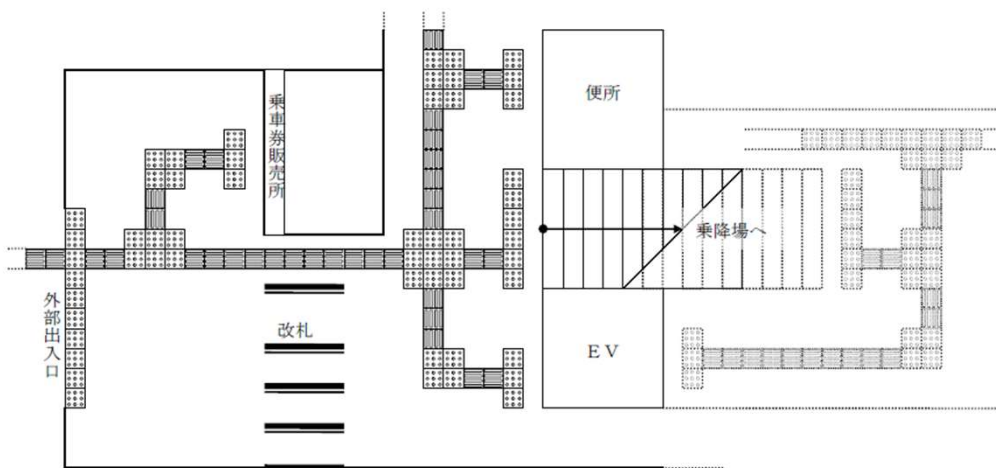 乗車券販売所
便所
乗降場へ
外部出入口
改札
ＥＶ